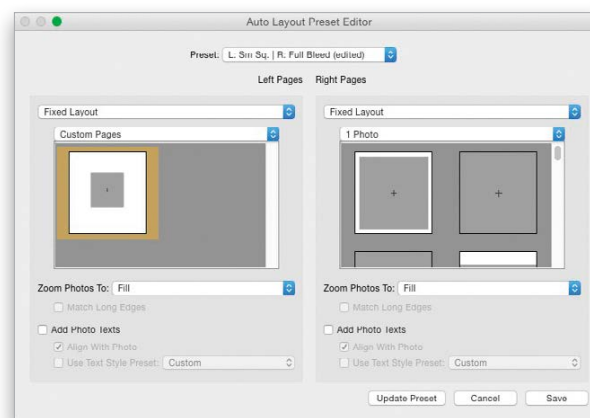 Auto Layout Preset Editor
Preset: L: Sm Sq. | R: Full Bleed (edited)
Left Pages Right Pages
Fixed Layout
Custom Pages
Zoom Photos To: Fill
Match Long Edges
Add Photo Texts
Align With Photo
Use Text Style Preset: Custom
Fixed Layout
1 Photo
Zoom Photos To: Fill
Match Long Edges
Add Photo Texts
Align With Photo
Use Text Style Preset: Custom
Update Preset Cancel Save